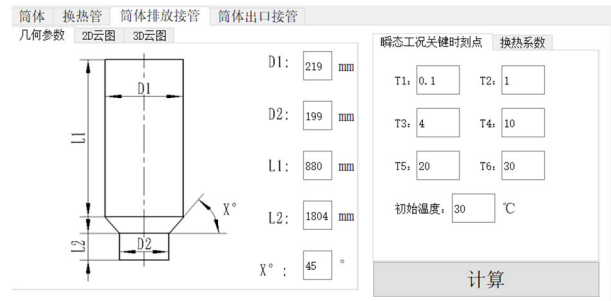 筒体 换热管 筒体排放接管 筒体出口接管
几何参数 2D云图 3D云图
瞬态工况关键时刻点 换热系数
D1
L1
X°
L2
D2
D1: 219 mm
D2: 199 mm
L1: 880 mm
L2: 1804 mm
X°: 45 °
T1: 0.1 T2: 1
T3: 4 T4: 10
T5: 20 T6: 30
初始温度: 30 ℃
计算